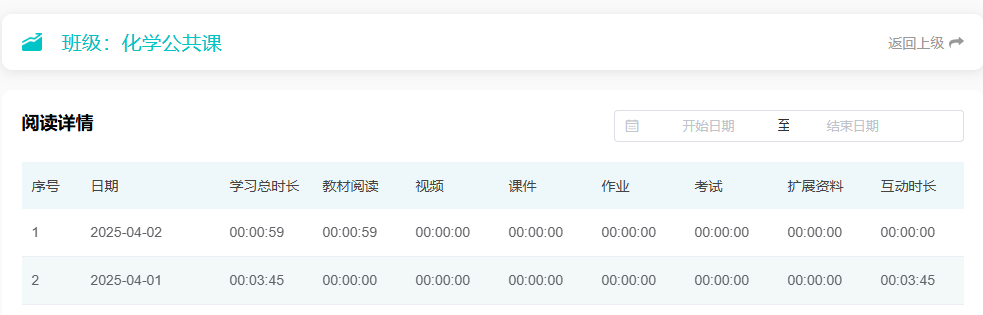 班级：化学公共课 返回上级
阅读详情 开始日期 至 结束日期
序号 日期 学习总时长 教材阅读 视频 课件 作业 考试 扩展资料 互动时长
1 2025-04-02 00:00:59 00:00:59 00:00:00 00:00:00 00:00:00 00:00:00 00:00:00 00:00:00
2 2025-04-01 00:03:45 00:00:00 00:00:00 00:00:00 00:00:00 00:00:00 00:00:00 00:03:45